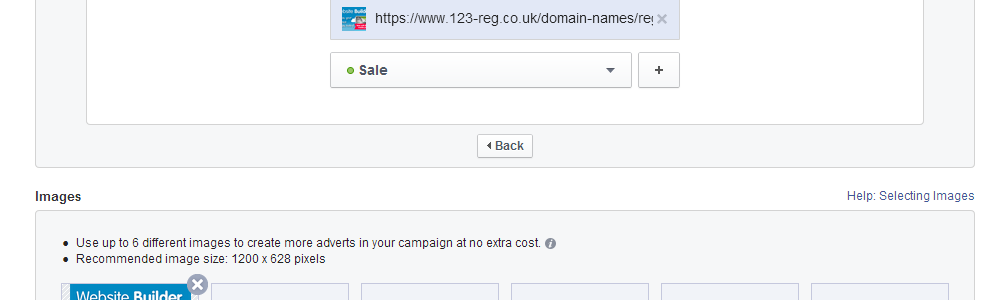 https://www.123-reg.co.uk/domain-names/reg
Sale
+
Back
Images
Help: Selecting Images
Use up to 6 different images to create more adverts in your campaign at no extra cost.
Recommended image size: 1200 x 628 pixels
Website Builder